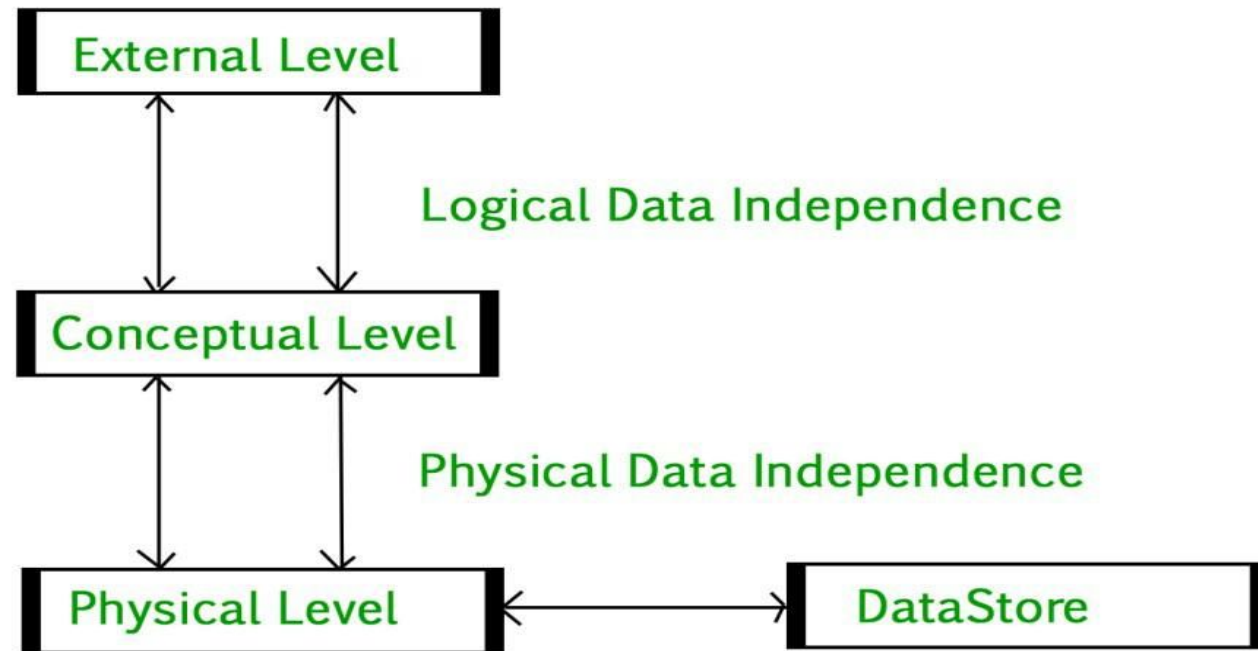 External Level
Logical Data Independence
Conceptual Level
Physical Data Independence
Physical Level
DataStore